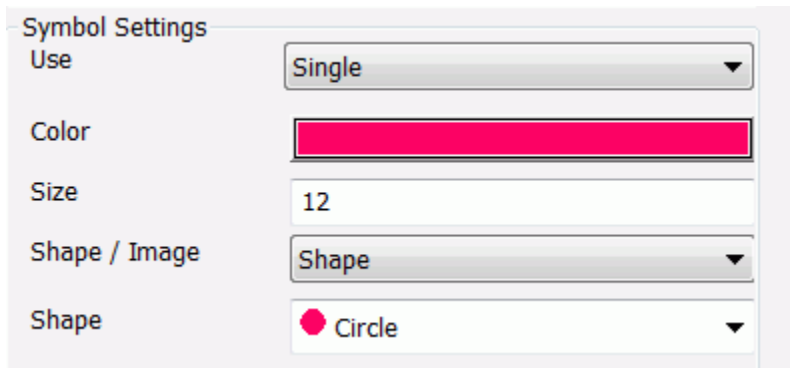 Symbol Settings
Use
Single
Color
Size
12
Shape / Image
Shape
Shape
Circle